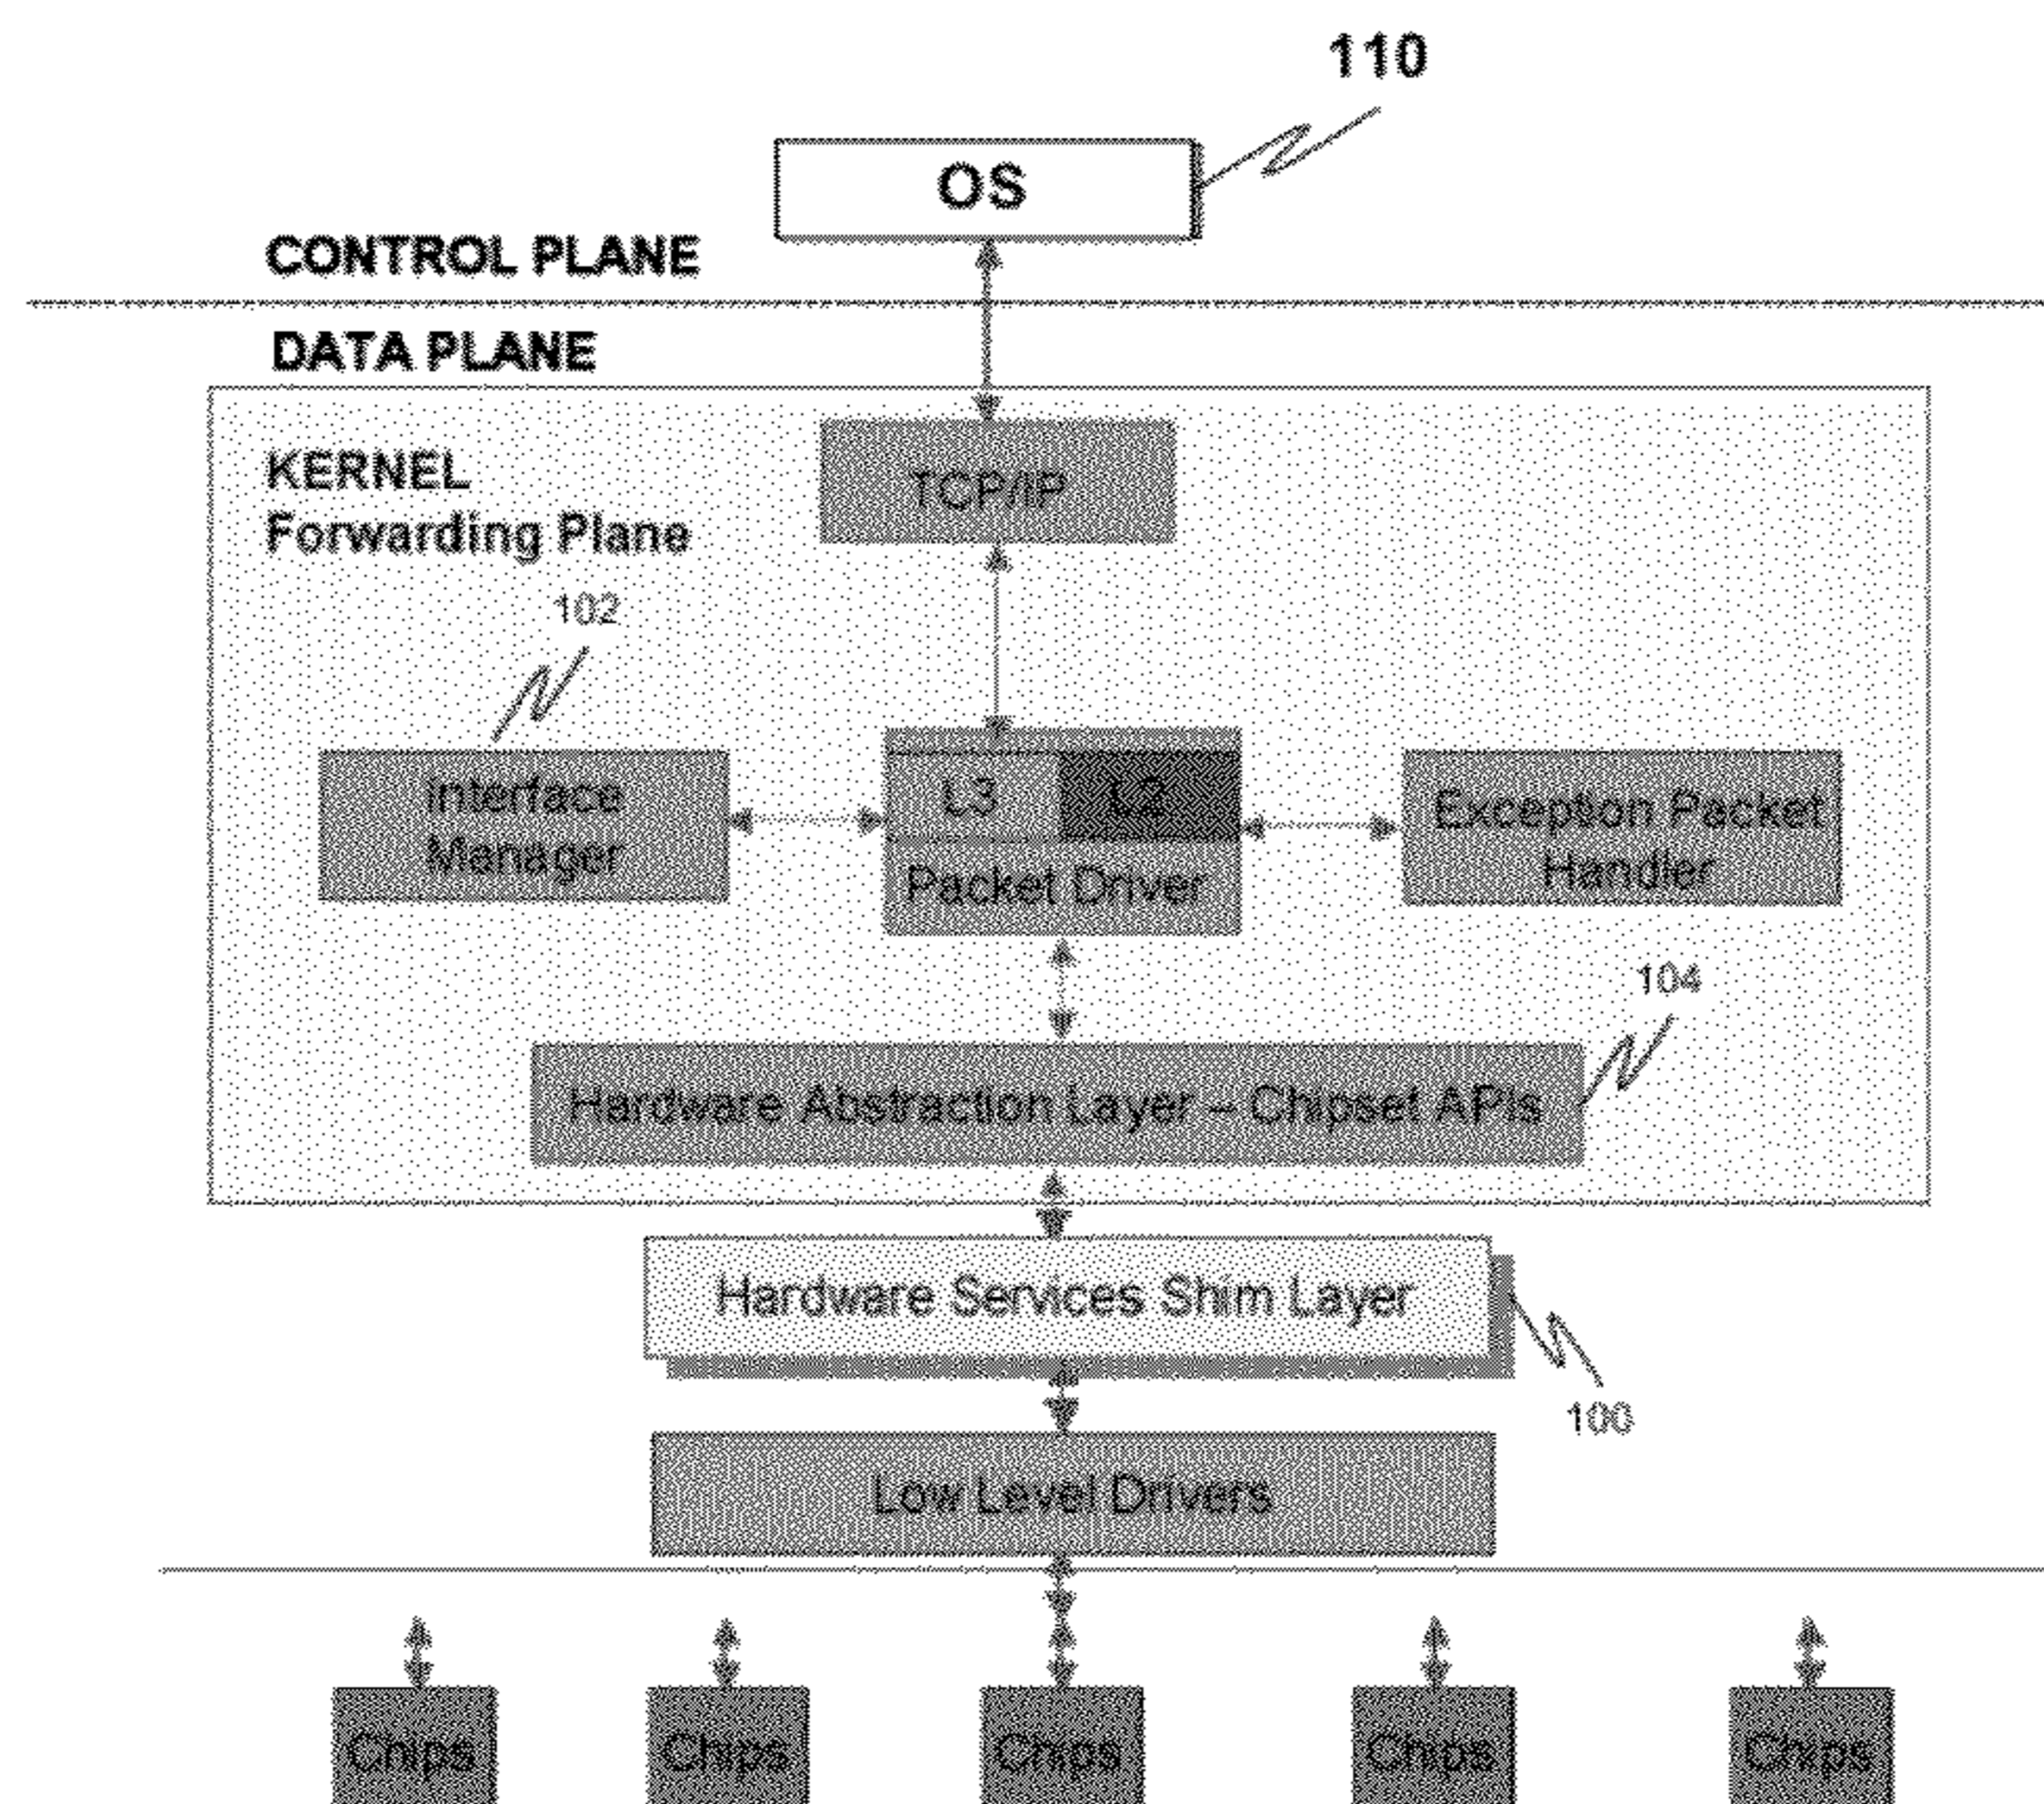 110
OS
CONTROL PLANE
DATA PLANE
KERNEL
Forwarding Plane
TCP/IP
102
Interface
Manager
L3
L2
Packet Driver
Exception Packet
Handler
104
Hardware Abstraction Layer – Chipset APIs
Hardware Services Shim Layer
100
Low Level Drivers
Chips
Chips
Chips
Chips
Chips